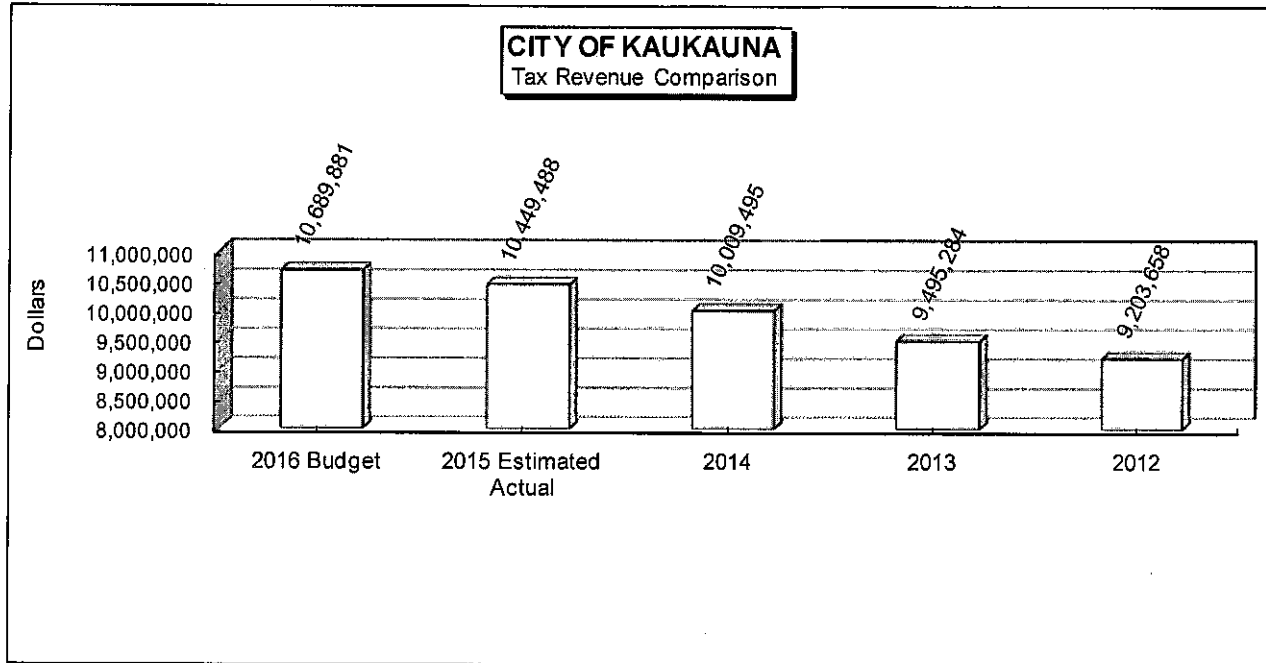 CITY OF KAUKAUNA
Tax Revenue Comparison
10,689,881
10,449,488
10,009,495
9,495,284
9,203,658
Dollars
11,000,000
10,500,000
10,000,000
9,500,000
9,000,000
8,500,000
8,000,000
2016 Budget
2015 Estimated
Actual
2014
2013
2012